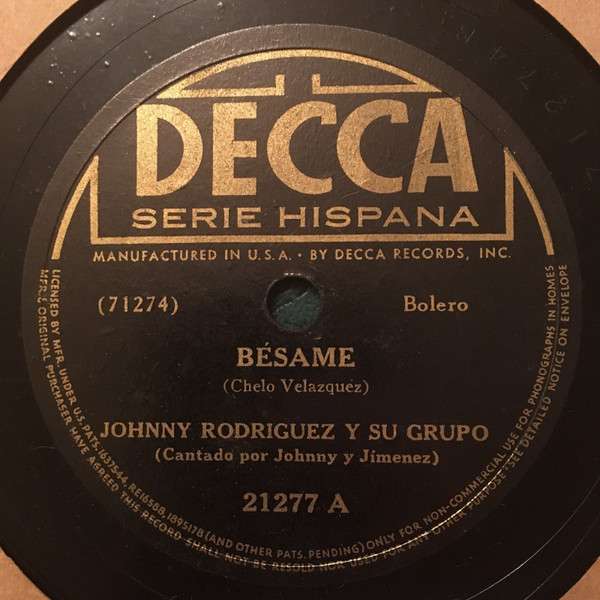 DECCA
SERIE HISPANA
MANUFACTURED IN U.S.A. • BY DECCA RECORDS, INC.
(71274)
Bolero
BÉSAME
(Chelo Velazquez)
JOHNNY RODRIGUEZ Y SU GRUPO
(Cantado por Johnny y Jimenez)
21277 A
LICENSED BY MFR. UNDER U.S. PATS. 1637544, RE16588, 1895178 (AND OTHER PATS. PENDING) ONLY FOR NON-COMMERCIAL USE FOR PHONOGRAPHS IN HOMES
MFR. & ORIGINAL PURCHASER HAVE AGREED THIS RECORD SHALL NOT BE RESOLD NOR USED FOR ANY OTHER PURPOSE • SEE DETAILED NOTICE ON ENVELOPE